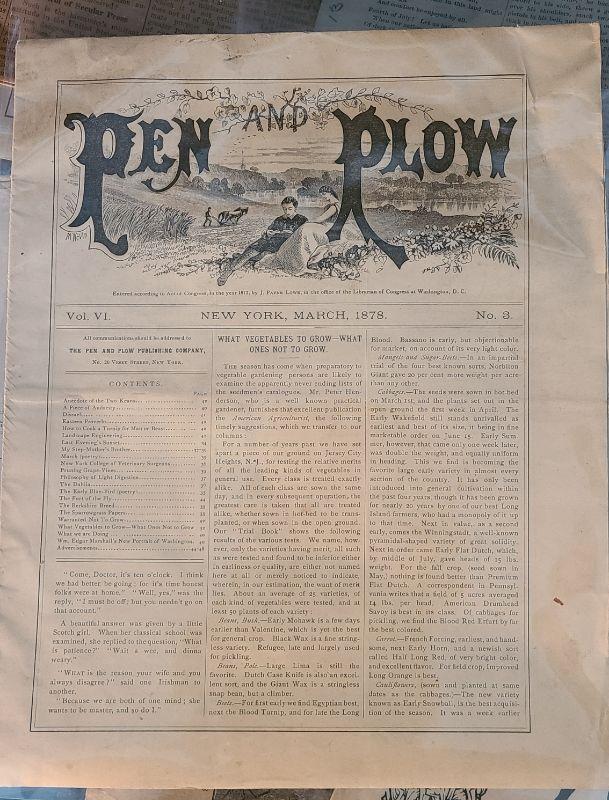 PEN AND PLOW
Entered according to Act of Congress, in the year 1877, by J. Payne Lowe, in the office of the Librarian of Congress at Washington, D. C.
Vol. VI. NEW YORK, MARCH, 1878. No. 3.
All communications should be addressed to
THE PEN AND PLOW PUBLISHING COMPANY,
No. 20 Vesey Street, New York.
CONTENTS.
PAGE
Anecdote of the Two Keans
A Piece of Audacity
Eastern Proverbs
How to Cook a Turnip for Man or Beast
Landscape Engineering
Last Evening's Sunset
My Step-Mother's Brother
March (poetry)
New York College of Veterinary Surgeons
Pruning Grape-Vines
Philosophy of Light Digestion
The Dahlia
The Early Blue-Bird (poetry)
The Foot of the Fly
The Berkshire Breed
The Sparrowgrass Papers
Warranted Not To Grow
What Vegetables to Grow—What Ones Not to Grow
What we are Doing
Wm. Edgar Marshall's New Portrait of Washington
Advertisements
"Come, Doctor, it's ten o'clock. I think
we had better be going; for it's time honest
folks were at home." "Well, yes," was the
reply, "I must be off; but you needn't go on
that account."
A beautiful answer was given by a little
Scotch girl. When her classical school was
examined, she replied to the question, "What
is patience?" "Wait a wee, and dinna
weary."
"What is the reason your wife and you
always disagree?" said one Irishman to
another.
"Because we are both of one mind; she
wants to be master, and so do I."
WHAT VEGETABLES TO GROW—WHAT
ONES NOT TO GROW.
The season has come when preparatory to
vegetable gardening persons are likely to
examine the apparently never ending lists of
the seedmen's catalogues. Mr. Peter Hen-
derson, who is a well known practical
gardener, furnishes that excellent publication
the American Agriculturist, the following
timely suggestions, which we transfer to our
columns:
For a number of years past we have set
apart a piece of our ground on Jersey City
Heights, N. J., for testing the relative merits
of all the leading kinds of vegetables in
general use. Every class is treated exactly
alike. All of each class are sown the same
day, and in every subsequent operation, the
greatest care is taken that all are treated
alike, whether sown in hot-bed to be trans-
planted, or when sown in the open ground.
Our "Trial Book" shows the following
results of the various tests. We name, how-
ever, only the varieties having merit, all such
as were tested and found to be inferior either
in earliness or quality, are either not named
here at all or merely noticed to indicate,
wherein, in our estimation, the want of merit
lies. About an average of 25 varieties, of
each kind of vegetables were tested, and at
least 50 plants of each variety:
Beans, Bush.—Early Mohawk is a few days
earlier than Valentine, which is yet the best
for general crop. Black Wax is a fine string-
less variety. Refugee, late and largely used
for pickling.
Beans, Pole.—Large Lima is still the
favorite. Dutch Case Knife is also an excel-
lent sort, and the Giant Wax is a stringless
snap bean, but a climber.
Beets.—For first early we find Egyptian best,
next the Blood Turnip, and for late the Long
Blood. Bassano is early, but objectionable
for market, on account of its very light color.
Mangels and Sugar-Beets.—In an impartial
trial of the four best known sorts, Norbiton
Giant gave 20 per cent more weight per acre
than any other.
Cabbages.—The seeds were sown in hot-bed
on March 1st, and the plants set out in the
open ground the first week in April. The
Early Wakefield still stands unrivalled as
earliest and best of its size, it being in fine
marketable order on June 15. Early Sum-
mer, however, that came only one week later,
was double the weight, and equally uniform
in heading. This we find is becoming the
favorite large early variety in almost every
section of the country. It has only been
introduced into general cultivation within
the past four years, though it has been grown
for nearly 20 years by one of our best Long
Island farmers, who had a monopoly of it up
to that time. Next in value, as a second
early, comes the Winningstadt, a well-known
pyramidal-shaped variety of great solidity.
Next in order came Early Flat Dutch, which,
by middle of July, gave heads of 15 lbs.
weight. For the fall crop, (seed sown in
May,) nothing is found better than Premium
Flat Dutch. A correspondent in Pennsyl-
vania writes that a field of 5 acres averaged
14 lbs. per head. American Drumhead
Savoy is best in its class. Of cabbages for
pickling, we find the Blood Red Erfurt by far
the best colored.
Carrot.—French Forcing, earliest, and hand-
some, next Early Horn, and a newish sort
called Half Long Red, of very bright color,
and excellent flavor. For field crop, improved
Long Orange is best.
Cauliflowers, (sown and planted at same
dates as the cabbages.)—The new variety
known as Early Snowball, is the best acquisi-
tion of the season. It was a week earlier